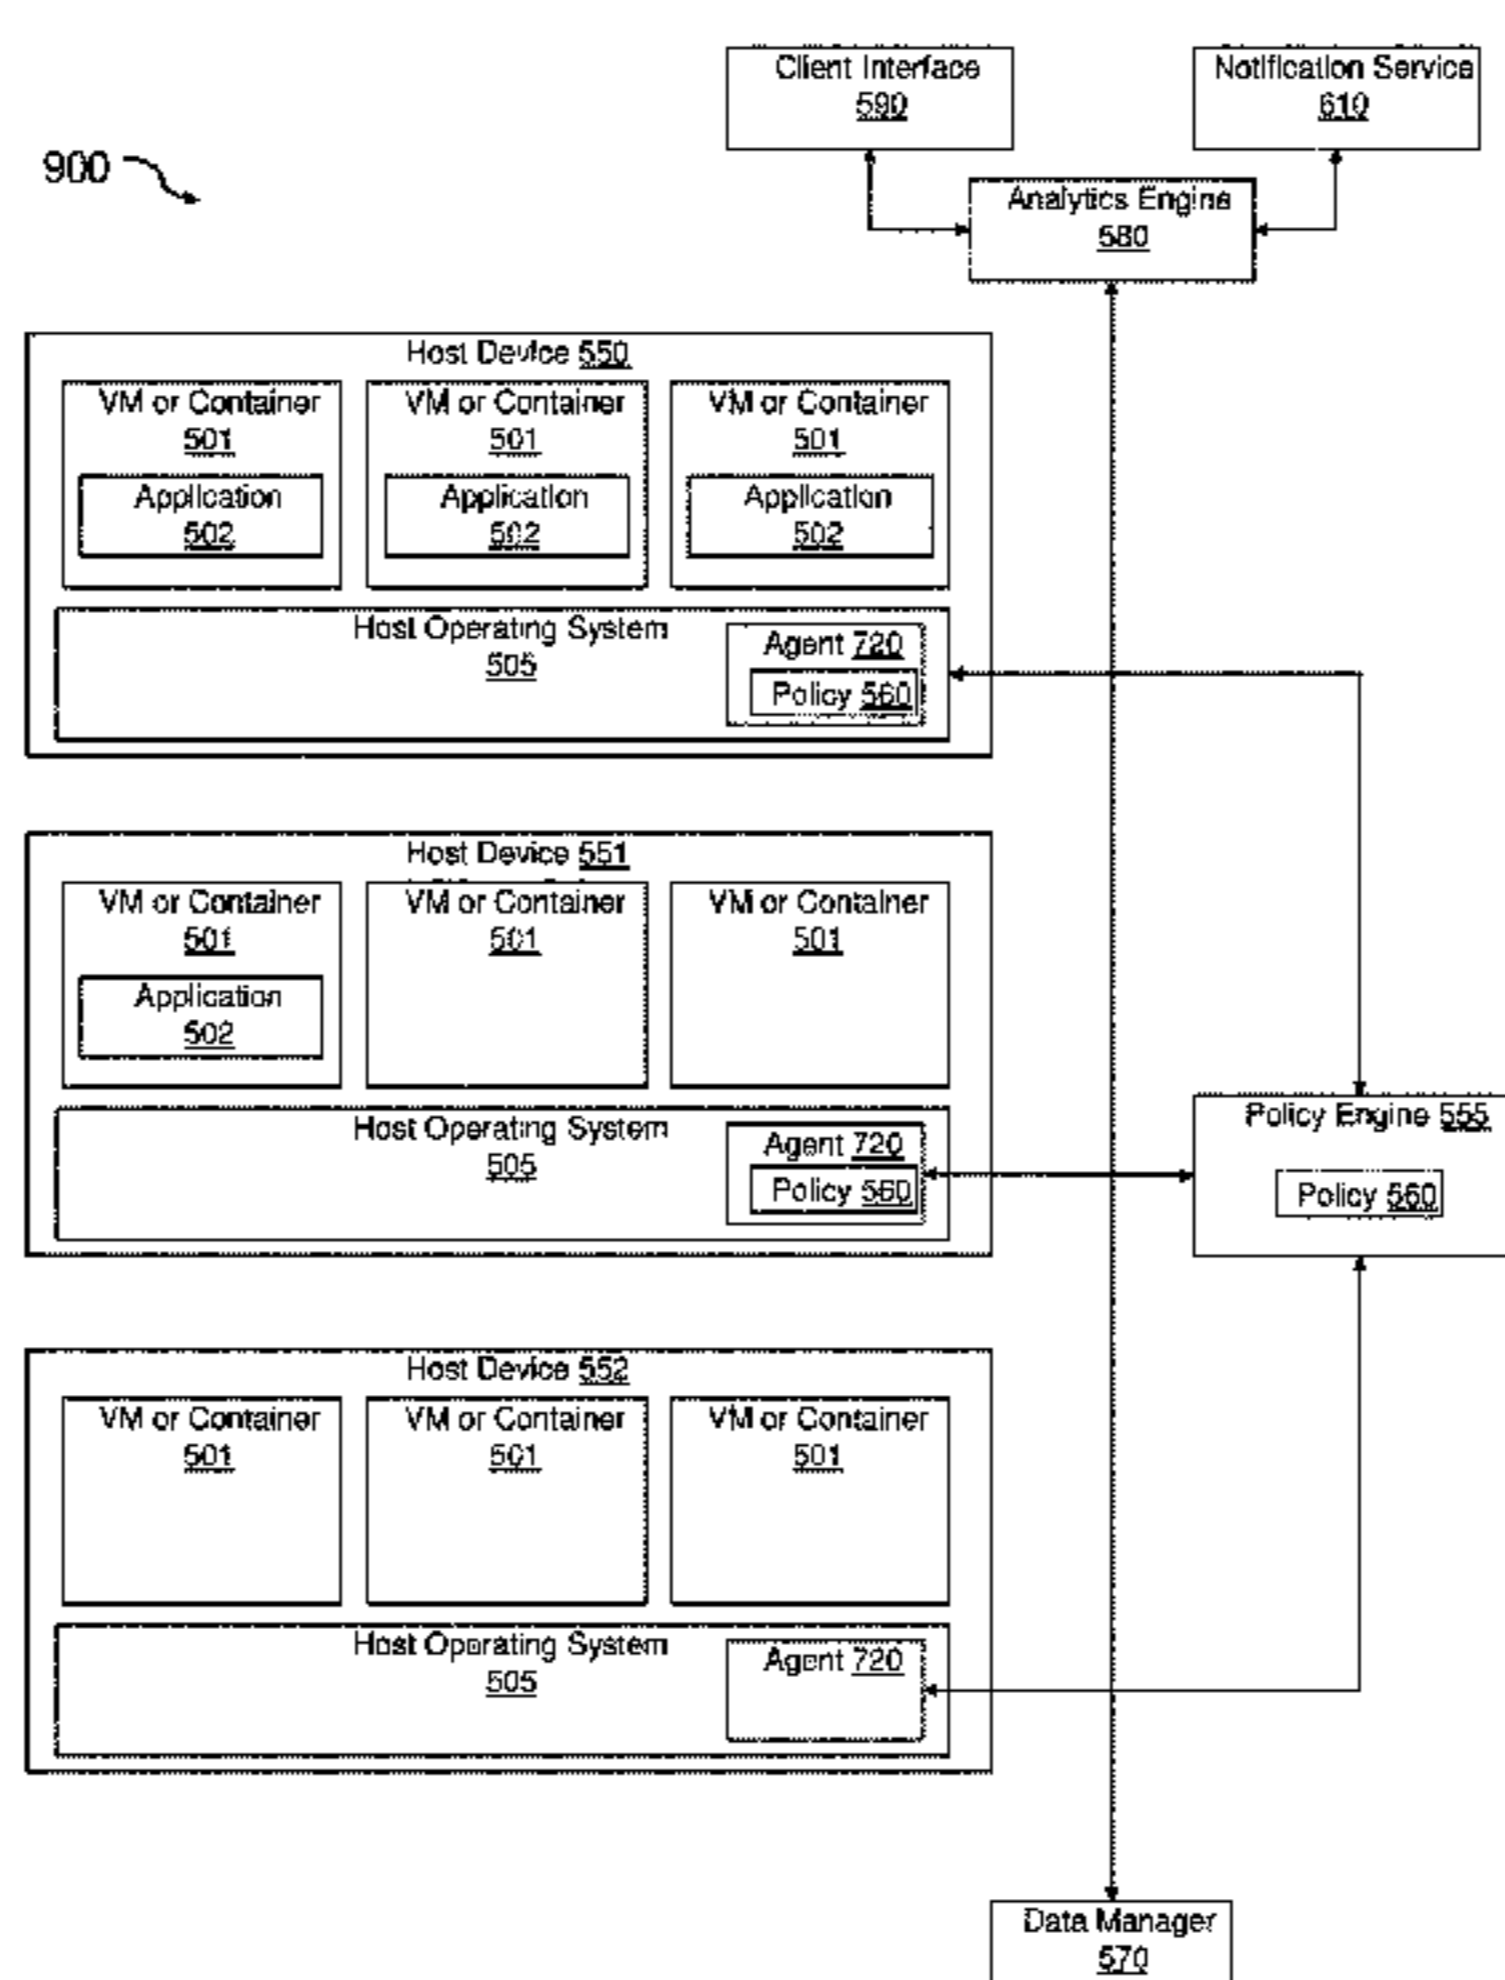 Client Interface
590
Notification Service
610
900
Analytics Engine
580
Host Device 550
VM or Container
501
Application
502
VM or Container
501
Application
502
VM or Container
501
Application
502
Host Operating System
505
Agent 720
Policy 560
Host Device 551
VM or Container
501
Application
502
VM or Container
501
VM or Container
501
Host Operating System
505
Agent 720
Policy 560
Policy Engine 555
Policy 560
Host Device 552
VM or Container
501
VM or Container
501
VM or Container
501
Host Operating System
505
Agent 720
Data Manager
570